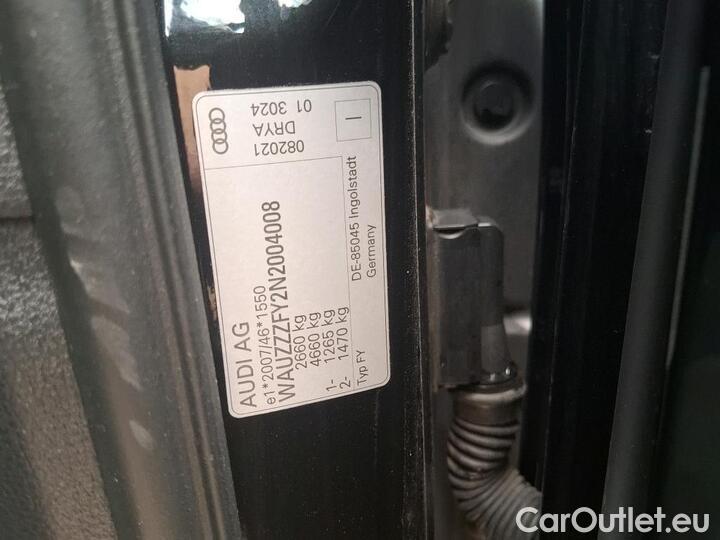 AUDI AG
e1*2007/46*1550
WAUZZZFY2N2004008
2660 kg
4660 kg
1- 1265 kg
2- 1470 kg
Typ FY
DE-85045 Ingolstadt
Germany
082021
DRYA
01 3024
I
CarOutlet.eu